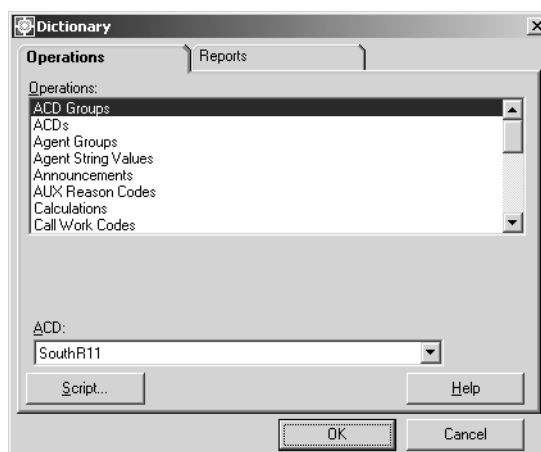 Dictionary
Operations
Reports
Operations:
ACD Groups
ACDs
Agent Groups
Agent String Values
Announcements
AUX Reason Codes
Calculations
Call Work Codes
ACD:
SouthR11
Script...
Help
OK
Cancel